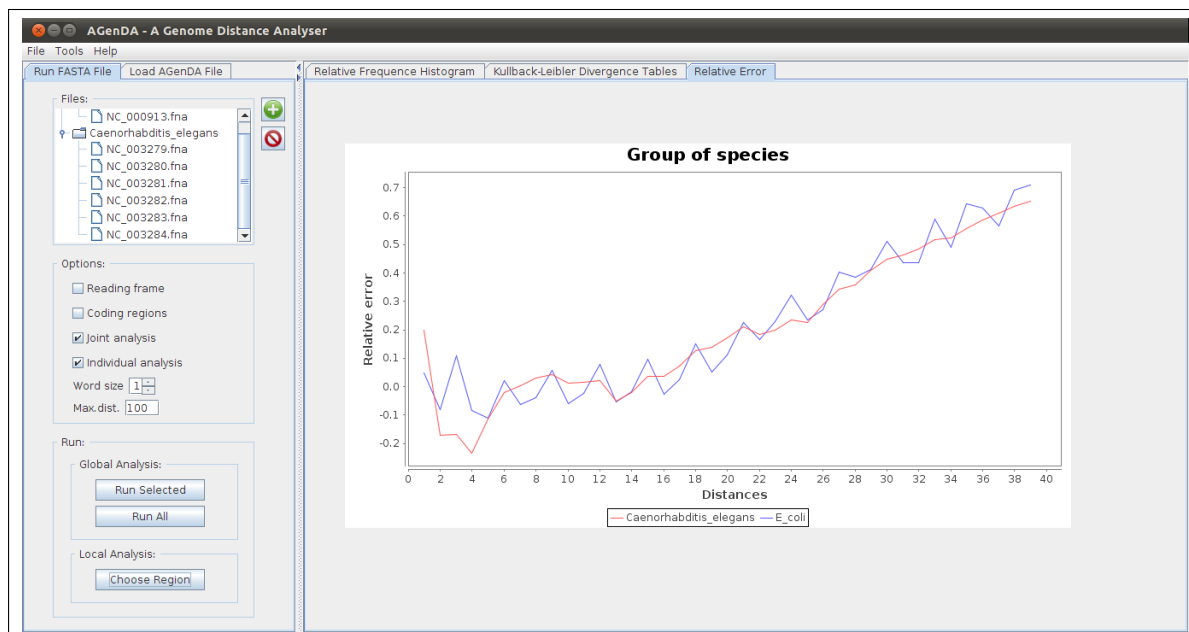 AGenDA - A Genome Distance Analyser
File Tools Help
Run FASTA File Load AGenDA File
Files:
NC_000913.fna
Caenorhabditis_elegans
NC_003279.fna
NC_003280.fna
NC_003281.fna
NC_003282.fna
NC_003283.fna
NC_003284.fna
Options:
Reading frame
Coding regions
Joint analysis
Individual analysis
Word size 1
Max.dist. 100
Run:
Global Analysis:
Run Selected
Run All
Local Analysis:
Choose Region
Relative Frequence Histogram Kullback-Leibler Divergence Tables Relative Error
Group of species
Relative error
0.7
0.6
0.5
0.4
0.3
0.2
0.1
0.0
-0.1
-0.2
0 2 4 6 8 10 12 14 16 18 20 22 24 26 28 30 32 34 36 38 40
Distances
Caenorhabditis_elegans E_coli